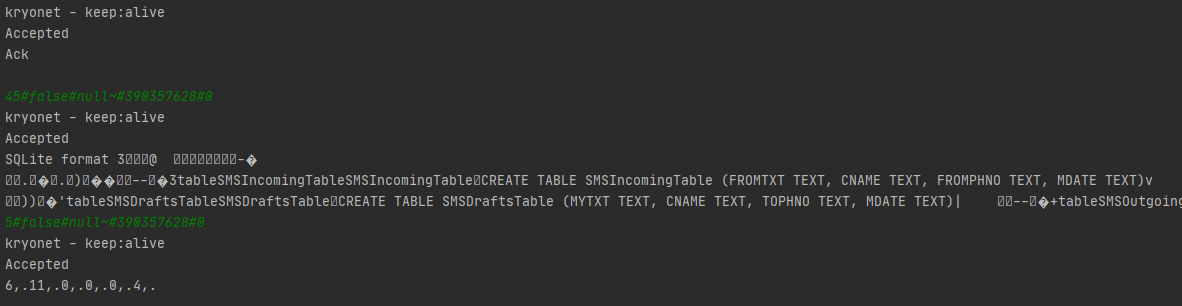 kryonet - keep:alive
Accepted
Ack
45#false#null~#390357628#0
kryonet - keep:alive
Accepted
SQLite format 3@ -�
.�.)��--�3tableSMSIncomingTableSMSIncomingTableCREATE TABLE SMSIncomingTable (FROMTXT TEXT, CNAME TEXT, FROMPHNO TEXT, MDATE TEXT)v
))�'tableSMSDraftsTableSMSDraftsTableCREATE TABLE SMSDraftsTable (MYTXT TEXT, CNAME TEXT, TOPHNO TEXT, MDATE TEXT)| --�+tableSMSOutgoing
5#false#null~#390357628#0
kryonet - keep:alive
Accepted
6,.11,.0,.0,.0,.4,.